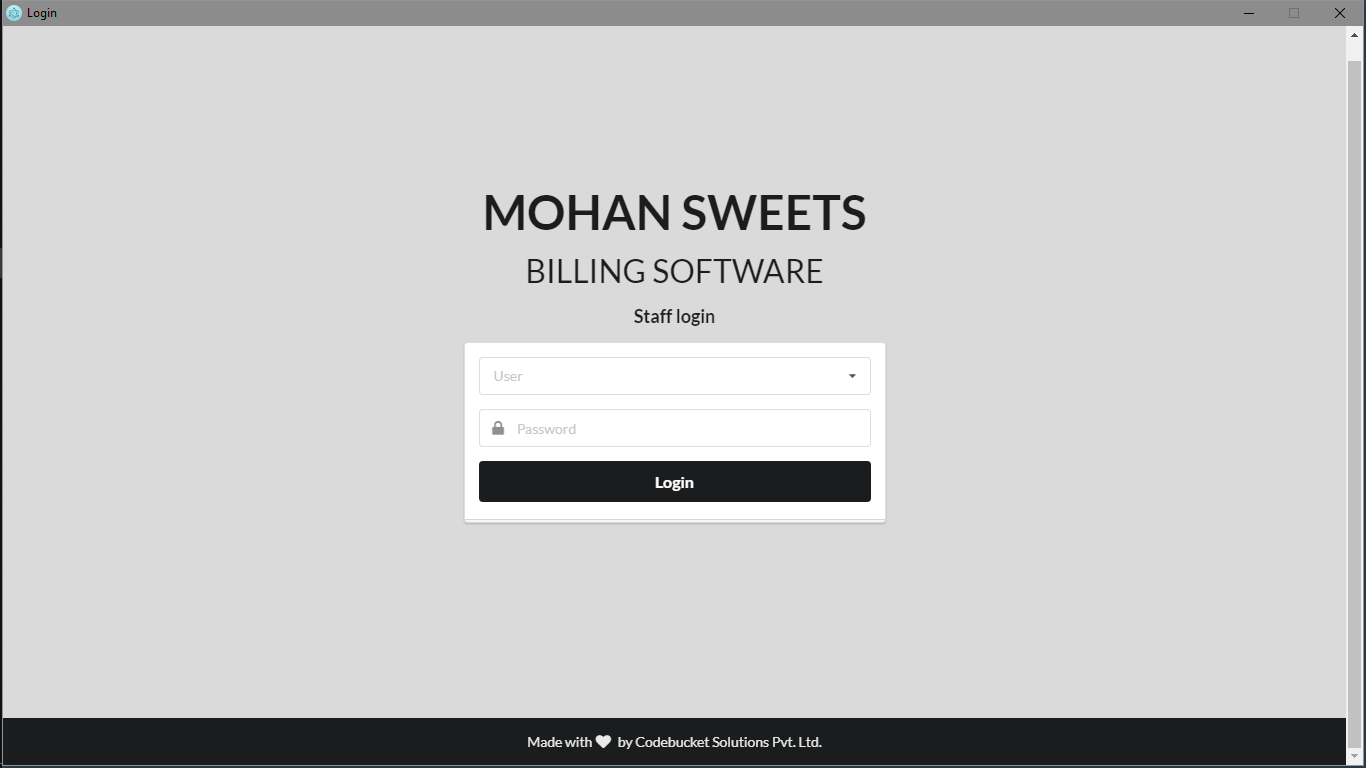 Login
MOHAN SWEETS
BILLING SOFTWARE
Staff login
User
Password
Login
Made with ♥ by Codebucket Solutions Pvt. Ltd.